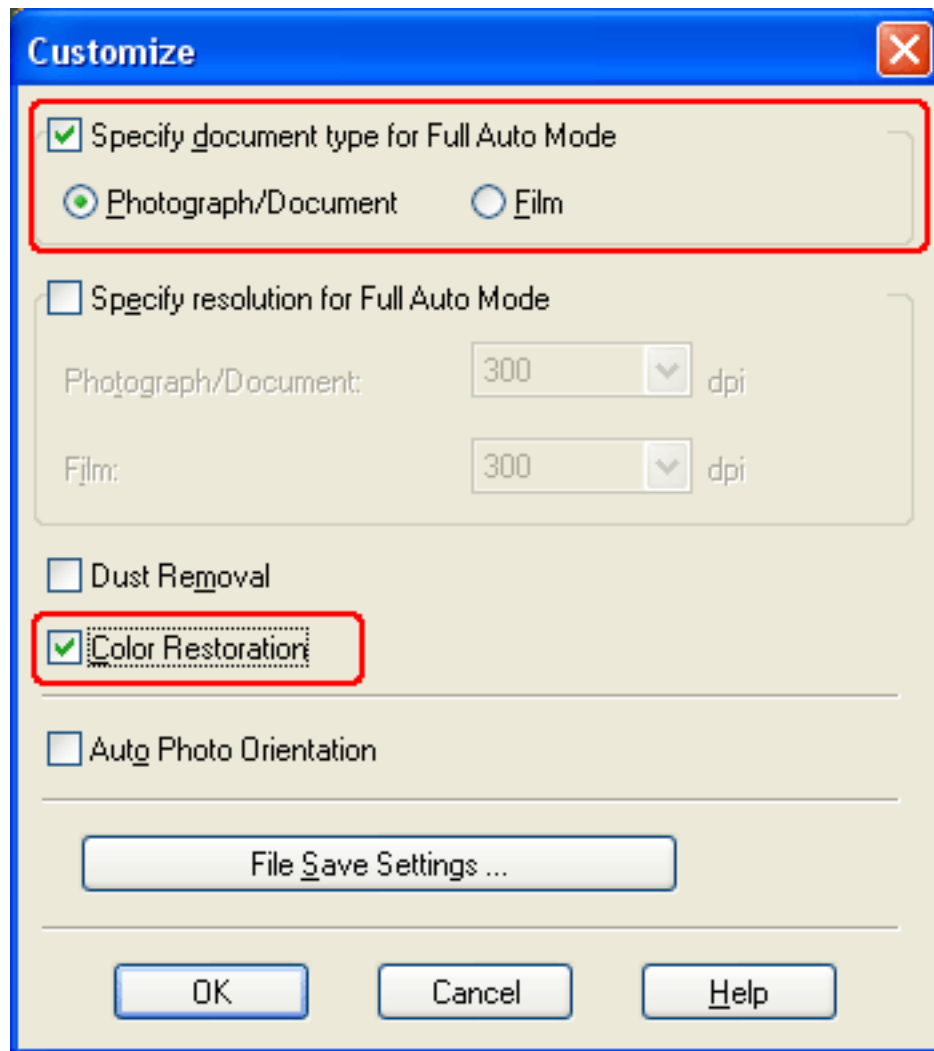 Customize
Specify document type for Full Auto Mode
Photograph/Document Film
Specify resolution for Full Auto Mode
Photograph/Document: 300 dpi
Film: 300 dpi
Dust Removal
Color Restoration
Auto Photo Orientation
File Save Settings ...
OK Cancel Help